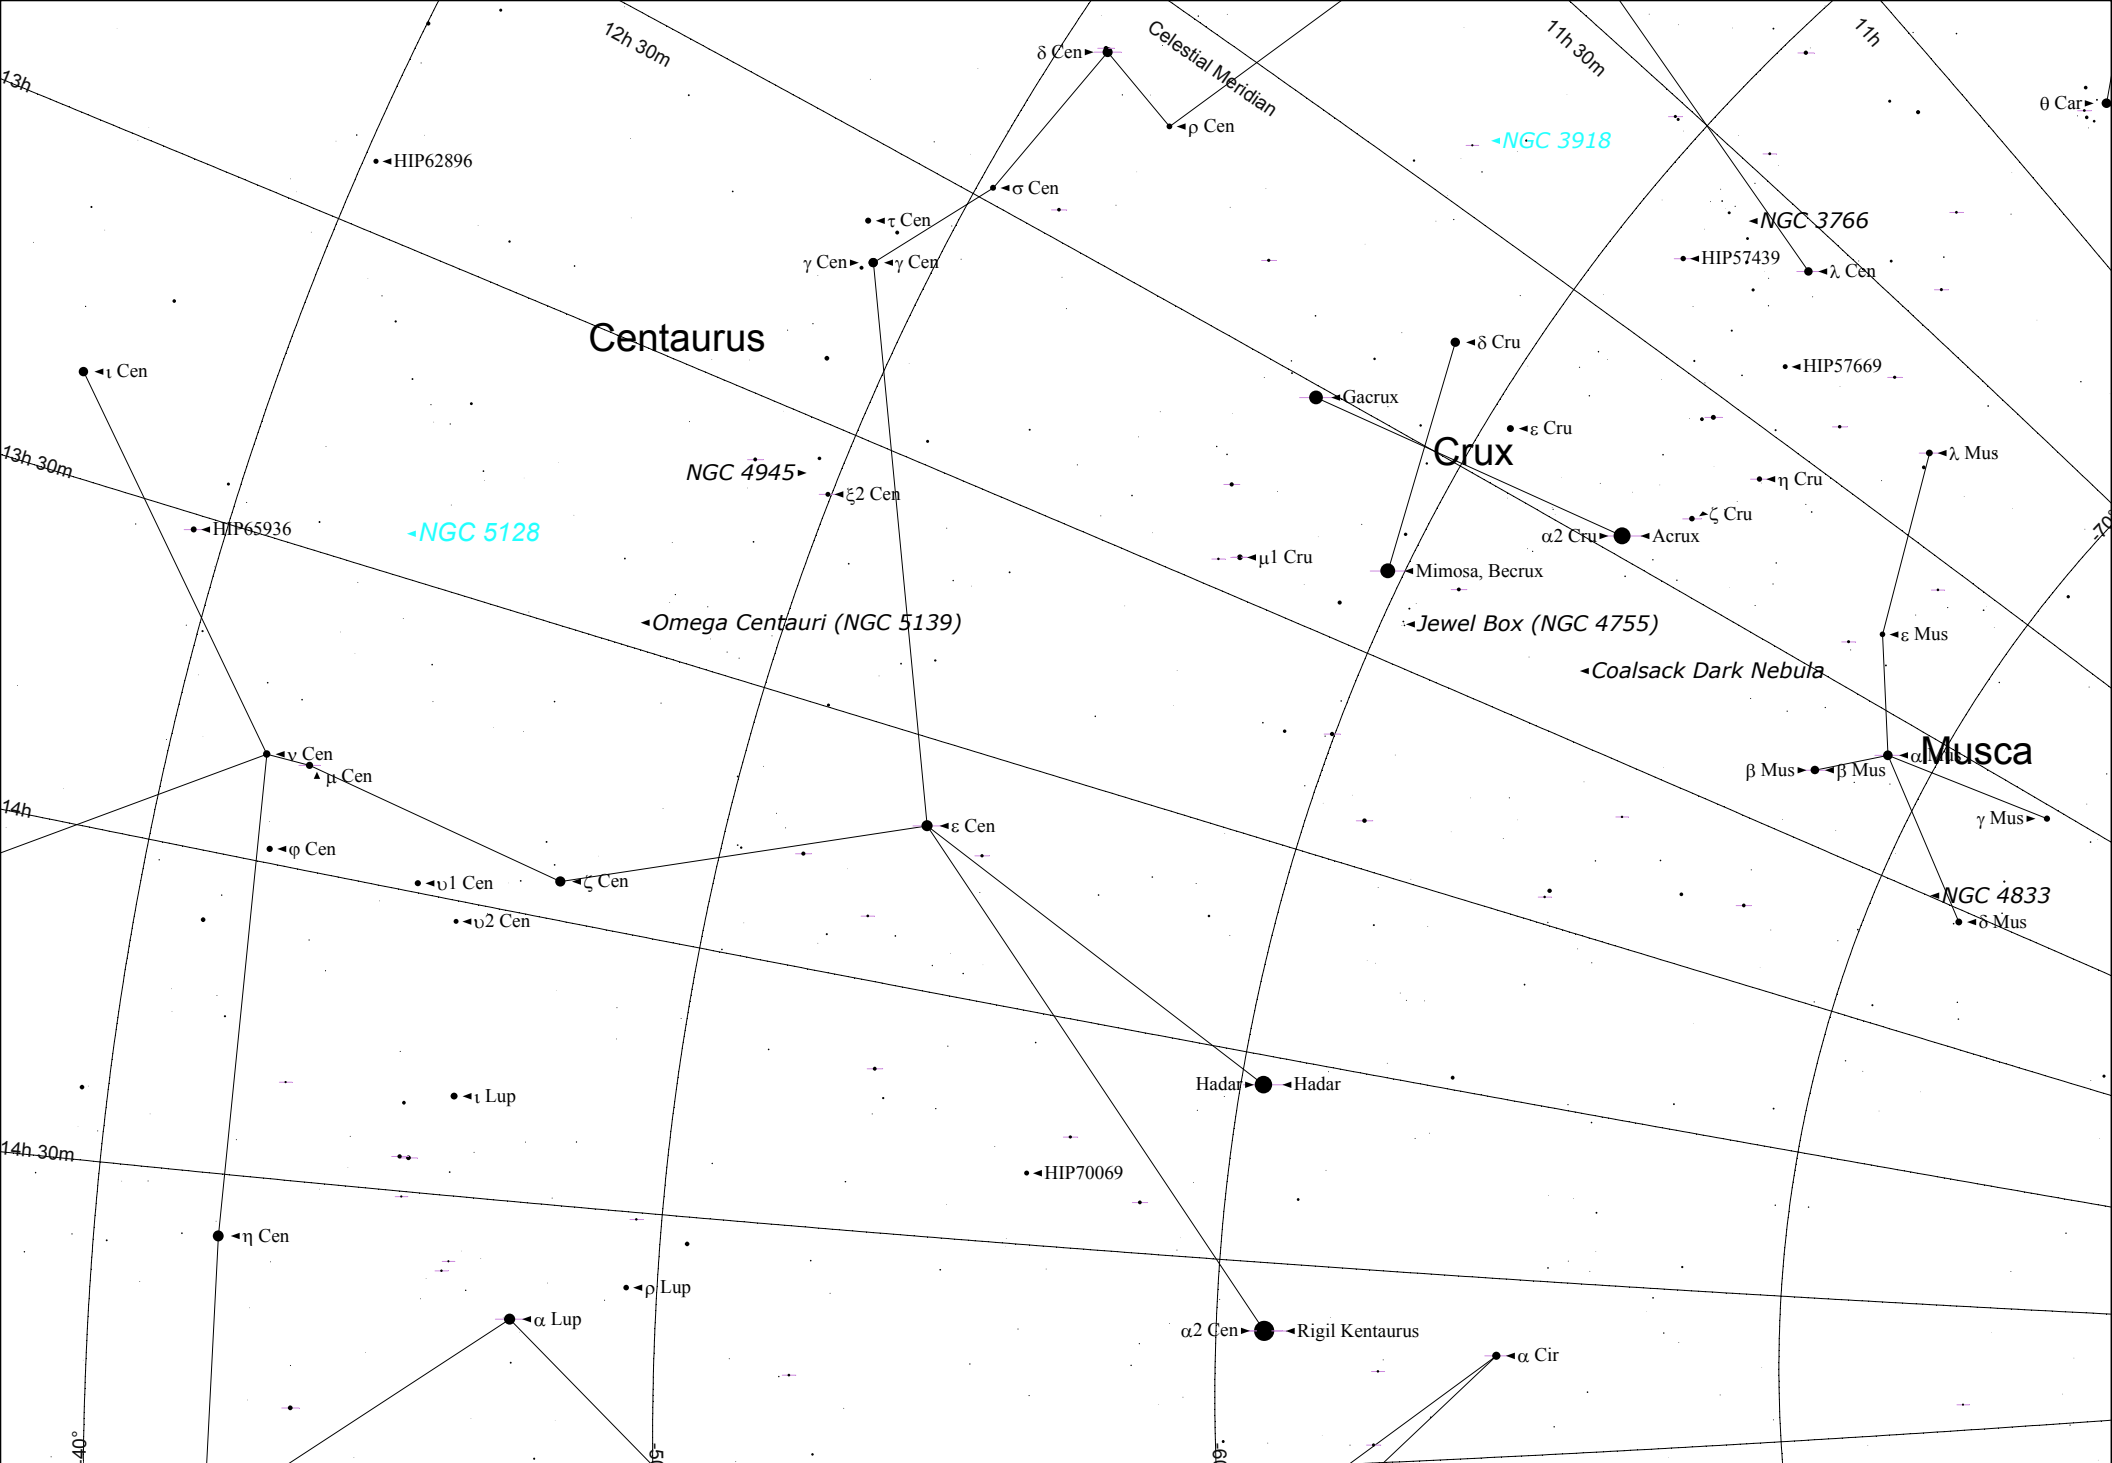 12h 30m
Celestial Meridian
11h 30m
11h
δ Cen
13h
θ Car
ρ Cen
NGC 3918
HIP62896
σ Cen
τ Cen
NGC 3766
γ Cen
γ Cen
HIP57439
λ Cen
Centaurus
δ Cru
ι Cen
HIP57669
Gacrux
ε Cru
Crux
λ Mus
13h 30m
NGC 4945
η Cru
ξ2 Cen
ζ Cru
-70°
HIP65936
NGC 5128
α2 Cru
Acrux
μ1 Cru
Mimosa, Becrux
Omega Centauri (NGC 5139)
Jewel Box (NGC 4755)
ε Mus
Coalsack Dark Nebula
ν Cen
α Mus
Musca
μ Cen
β Mus
β Mus
14h
γ Mus
ε Cen
φ Cen
υ1 Cen
ζ Cen
NGC 4833
υ2 Cen
δ Mus
Hadar
Hadar
ι Lup
14h 30m
HIP70069
η Cen
ρ Lup
α Lup
α2 Cen
Rigil Kentaurus
α Cir
-40°